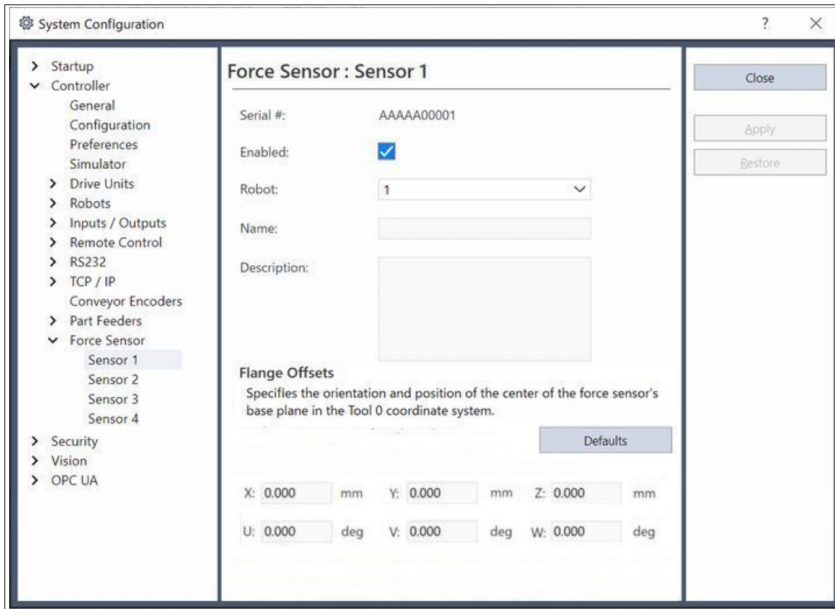 System Configuration
?
Startup
Controller
General
Configuration
Preferences
Simulator
Drive Units
Robots
Inputs / Outputs
Remote Control
RS232
TCP / IP
Conveyor Encoders
Part Feeders
Force Sensor
Sensor 1
Sensor 2
Sensor 3
Sensor 4
Security
Vision
OPC UA
Force Sensor : Sensor 1
Serial #: AAAAA00001
Enabled:
Robot: 1
Name:
Description:
Flange Offsets
Specifies the orientation and position of the center of the force sensor's
base plane in the Tool 0 coordinate system.
Defaults
X: 0.000 mm Y: 0.000 mm Z: 0.000 mm
U: 0.000 deg V: 0.000 deg W: 0.000 deg
Close
Apply
Restore